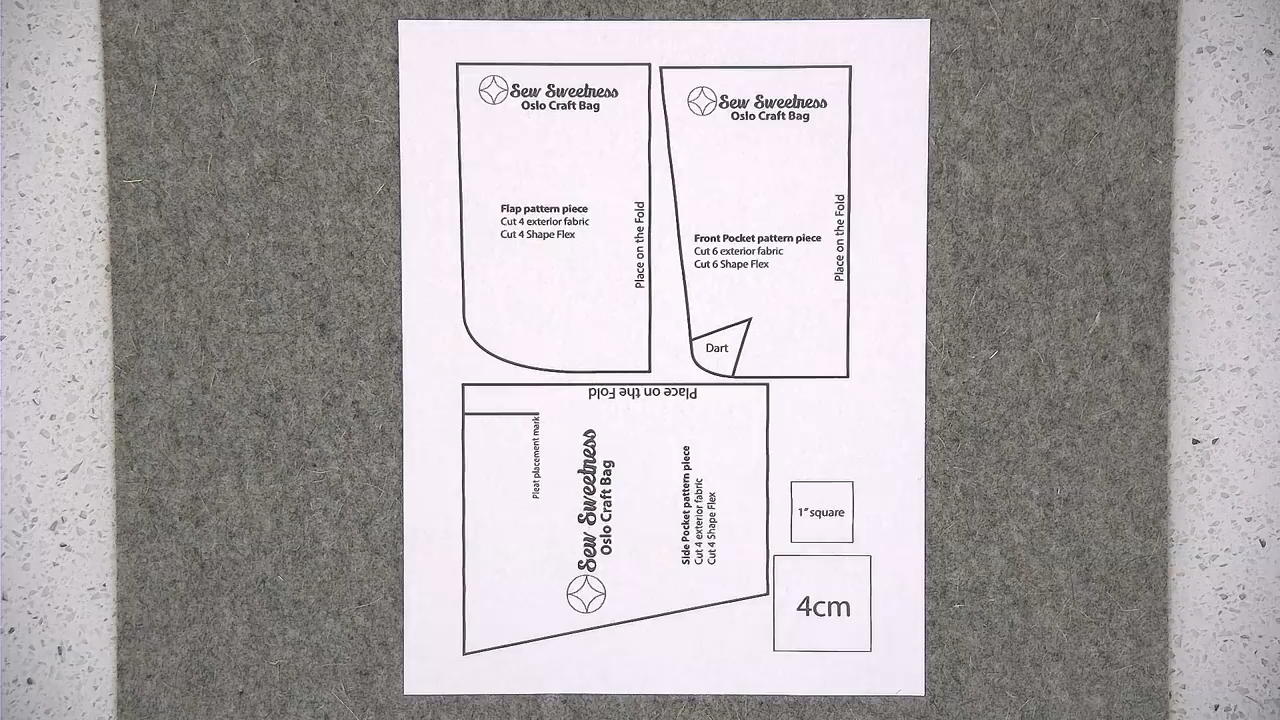 Sew Sweetness
Oslo Craft Bag
Flap pattern piece
Cut 4 exterior fabric
Cut 4 Shape Flex
Place on the Fold
Sew Sweetness
Oslo Craft Bag
Front Pocket pattern piece
Cut 6 exterior fabric
Cut 6 Shape Flex
Place on the Fold
Dart
Place on the Fold
Pleat placement mark
Sew Sweetness
Oslo Craft Bag
Side Pocket pattern piece
Cut 4 exterior fabric
Cut 4 Shape Flex
1" square
4cm